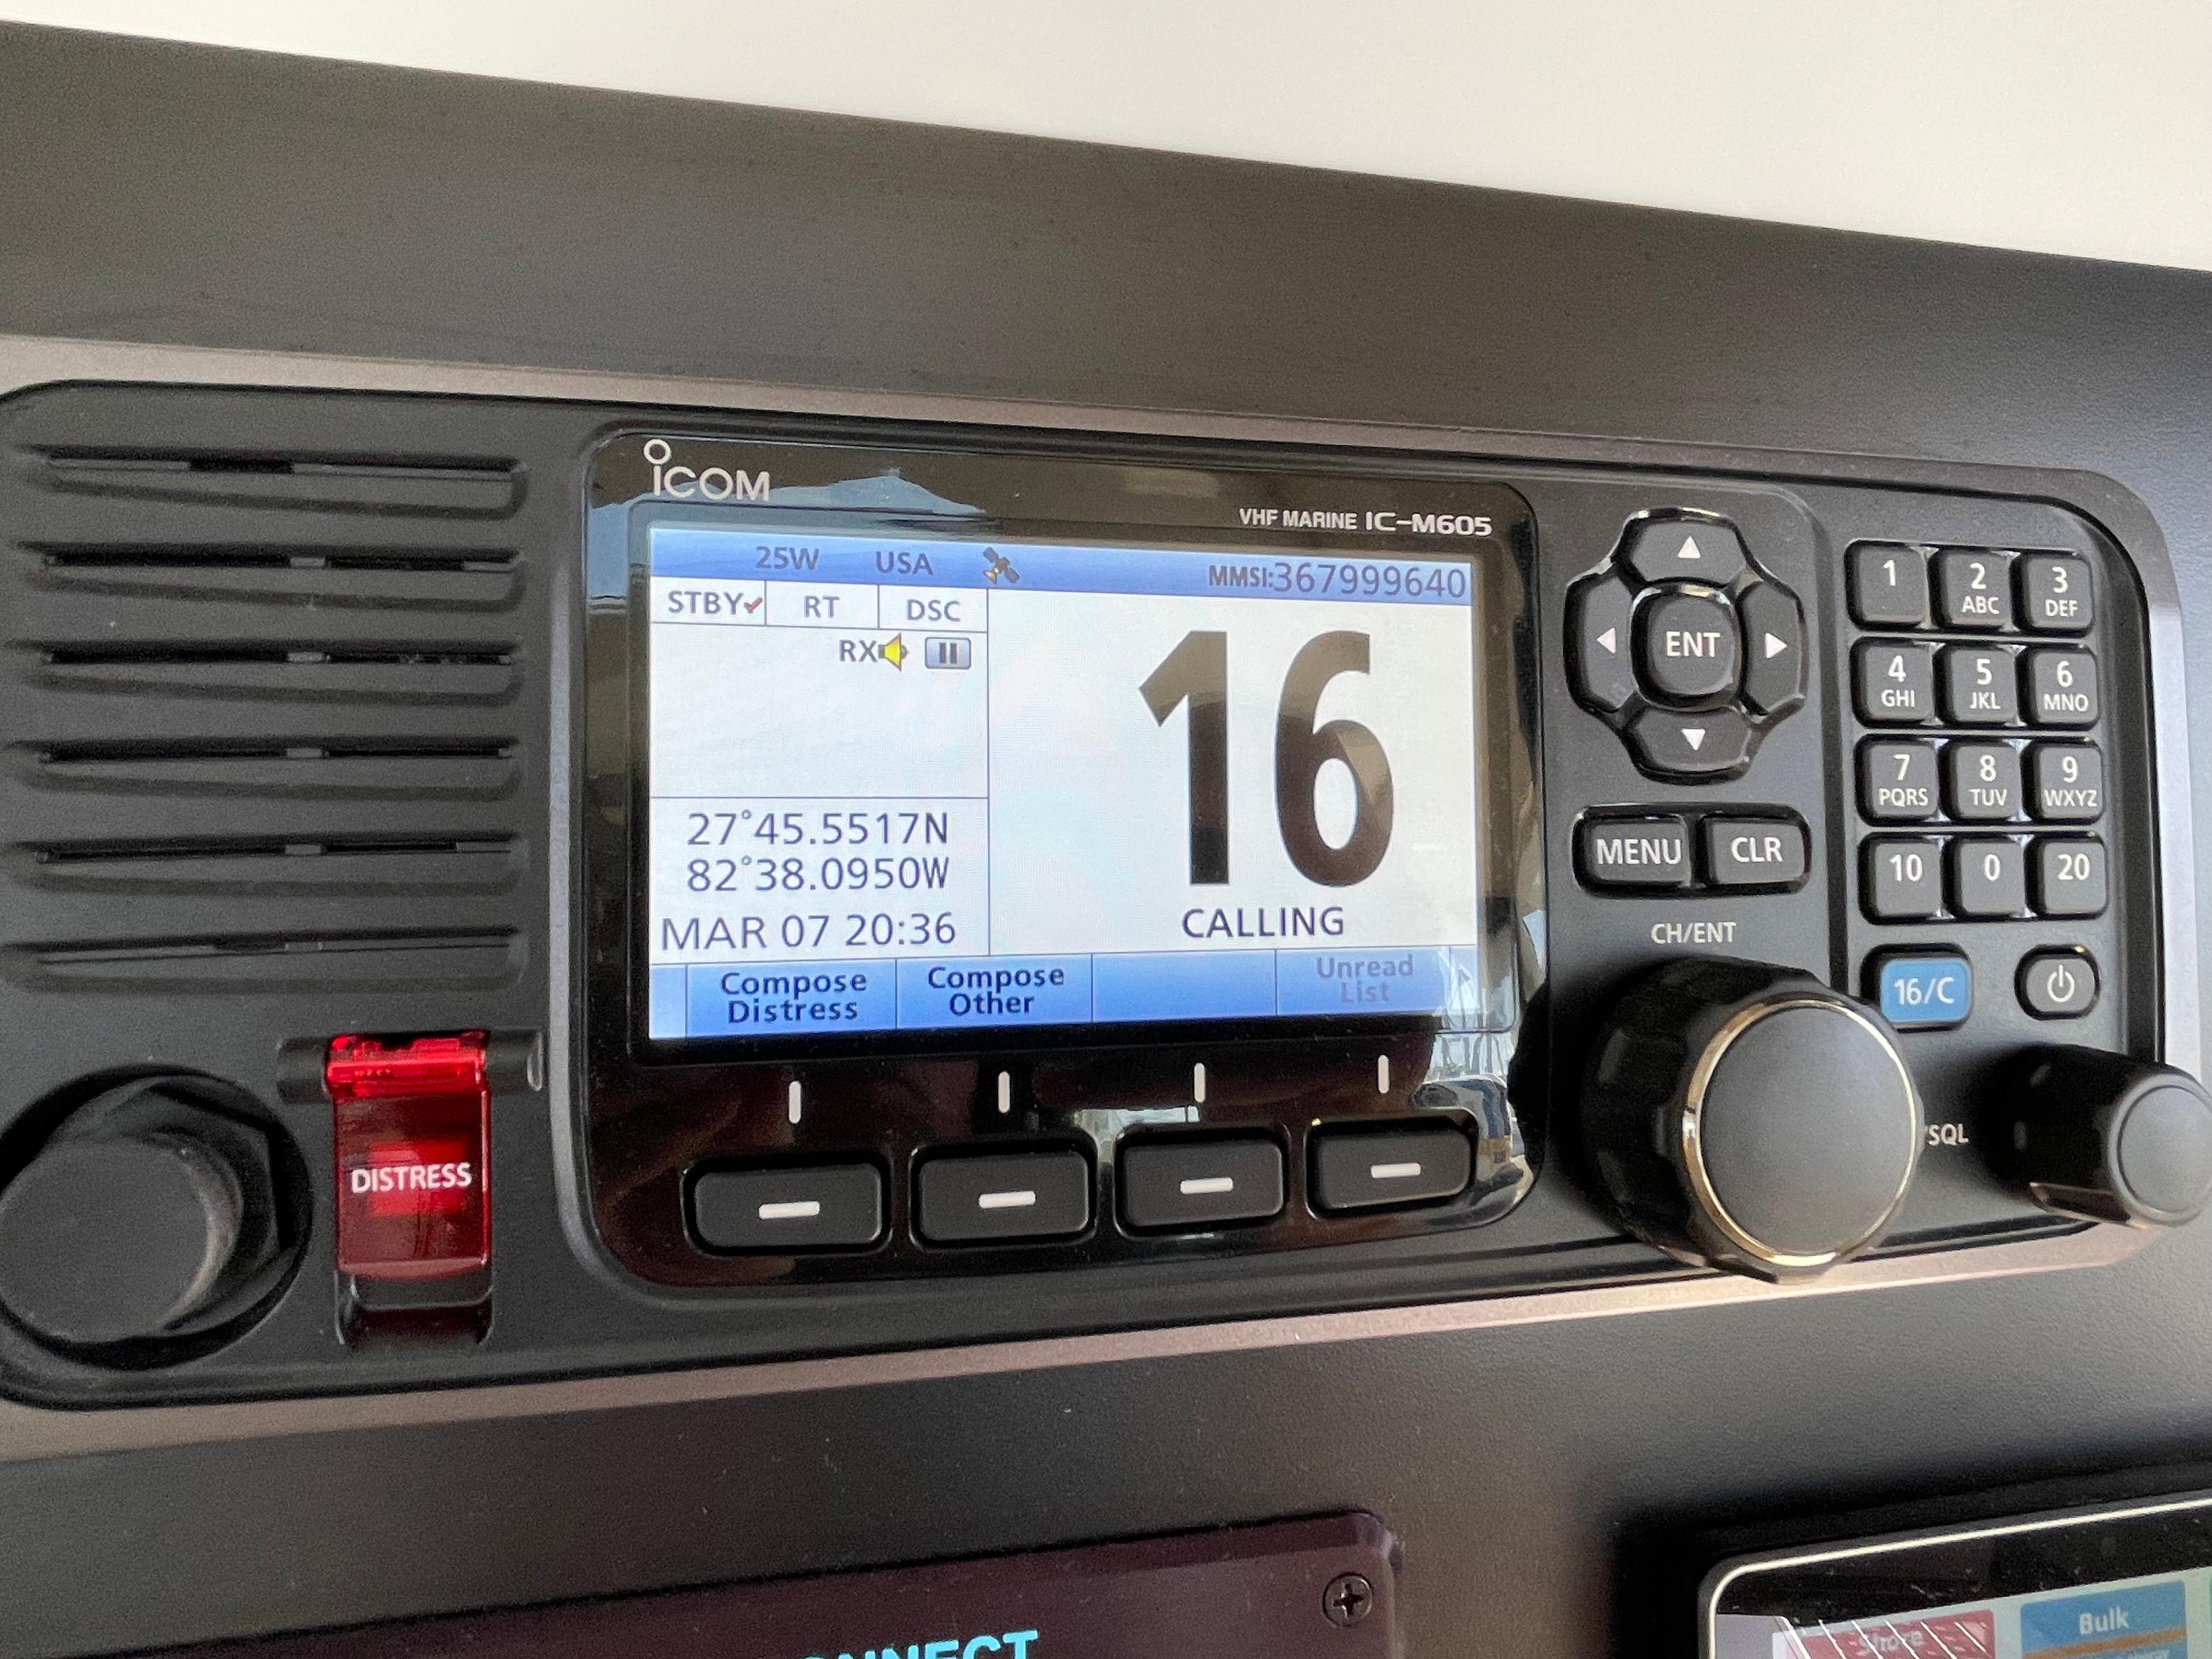 iCOM
VHF MARINE IC-M605
25W USA MMSI:367999640
STBY RT DSC
RX
16
27°45.5517N
82°38.0950W
MAR 07 20:36
CALLING
Compose Distress
Compose Other
Unread List
DISTRESS
ENT
MENU CLR
CH/ENT
1
2 ABC
3 DEF
4 GHI
5 JKL
6 MNO
7 PQRS
8 TUV
9 WXYZ
10 0 20
16/C
SQL
Shore
Bulk